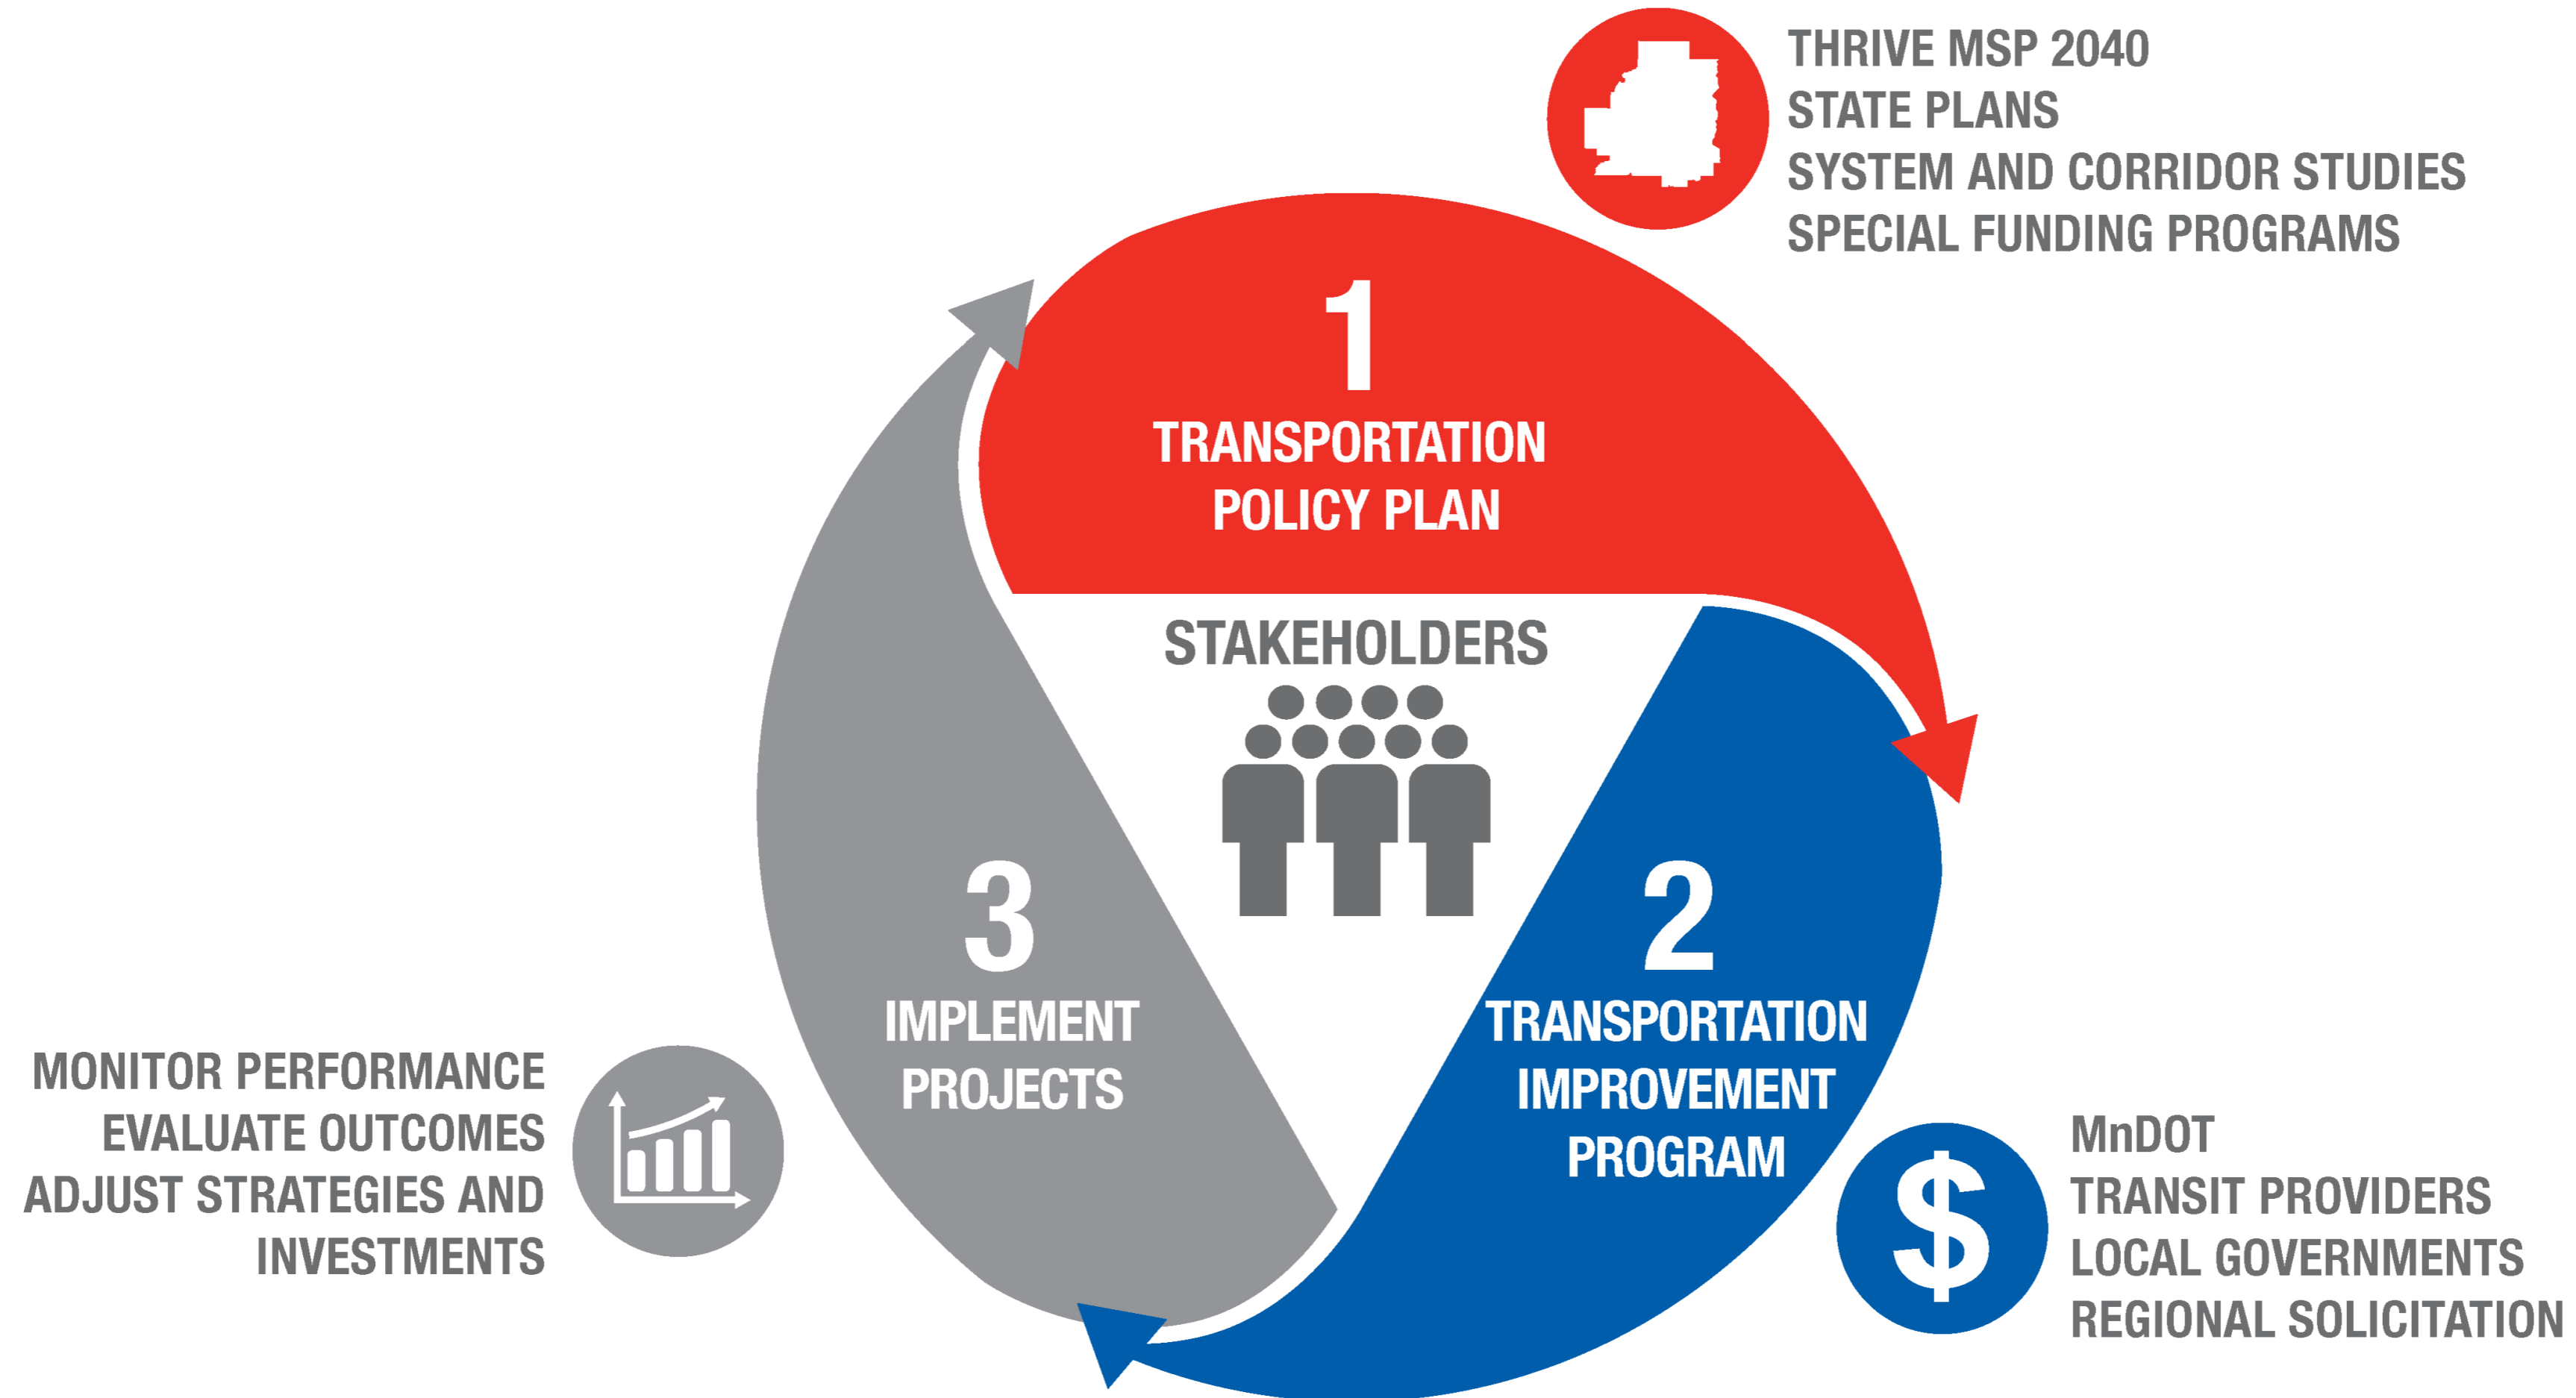 THRIVE MSP 2040
STATE PLANS
SYSTEM AND CORRIDOR STUDIES
SPECIAL FUNDING PROGRAMS
1
TRANSPORTATION
POLICY PLAN
STAKEHOLDERS
2
TRANSPORTATION
IMPROVEMENT
PROGRAM
$
MnDOT
TRANSIT PROVIDERS
LOCAL GOVERNMENTS
REGIONAL SOLICITATION
3
IMPLEMENT
PROJECTS
MONITOR PERFORMANCE
EVALUATE OUTCOMES
ADJUST STRATEGIES AND
INVESTMENTS